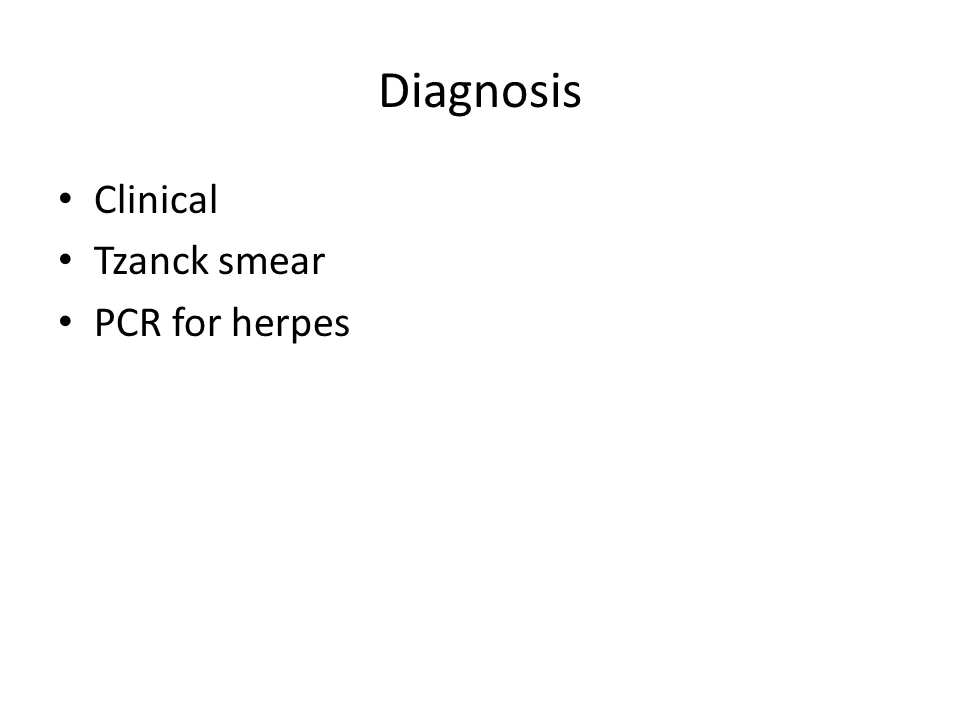 Diagnosis
• Clinical
• Tzanck smear
• PCR for herpes